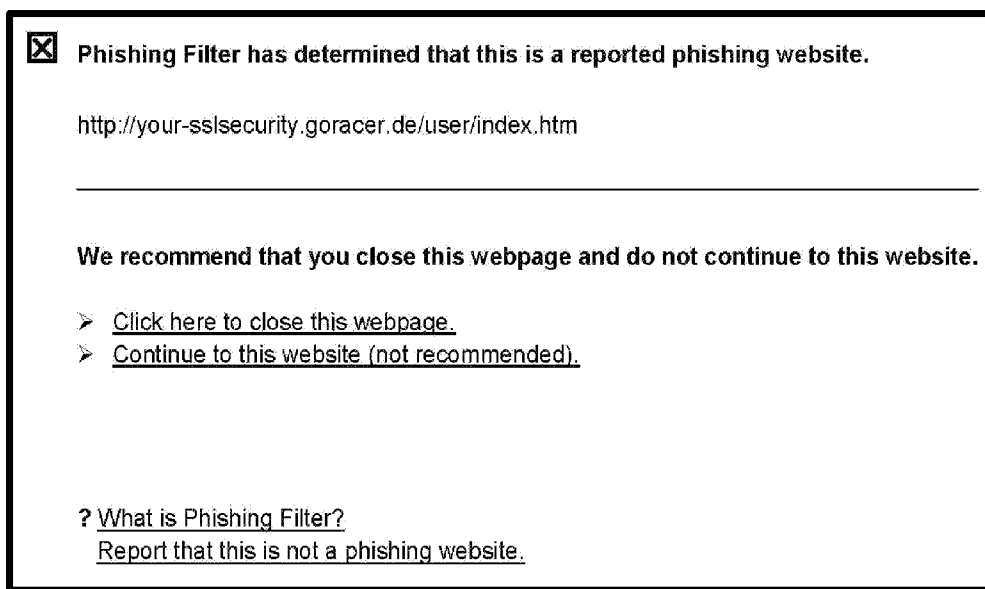 Phishing Filter has determined that this is a reported phishing website.
http://your-sslsecurity.goracer.de/user/index.htm
We recommend that you close this webpage and do not continue to this website.
Click here to close this webpage.
Continue to this website (not recommended).
? What is Phishing Filter?
Report that this is not a phishing website.